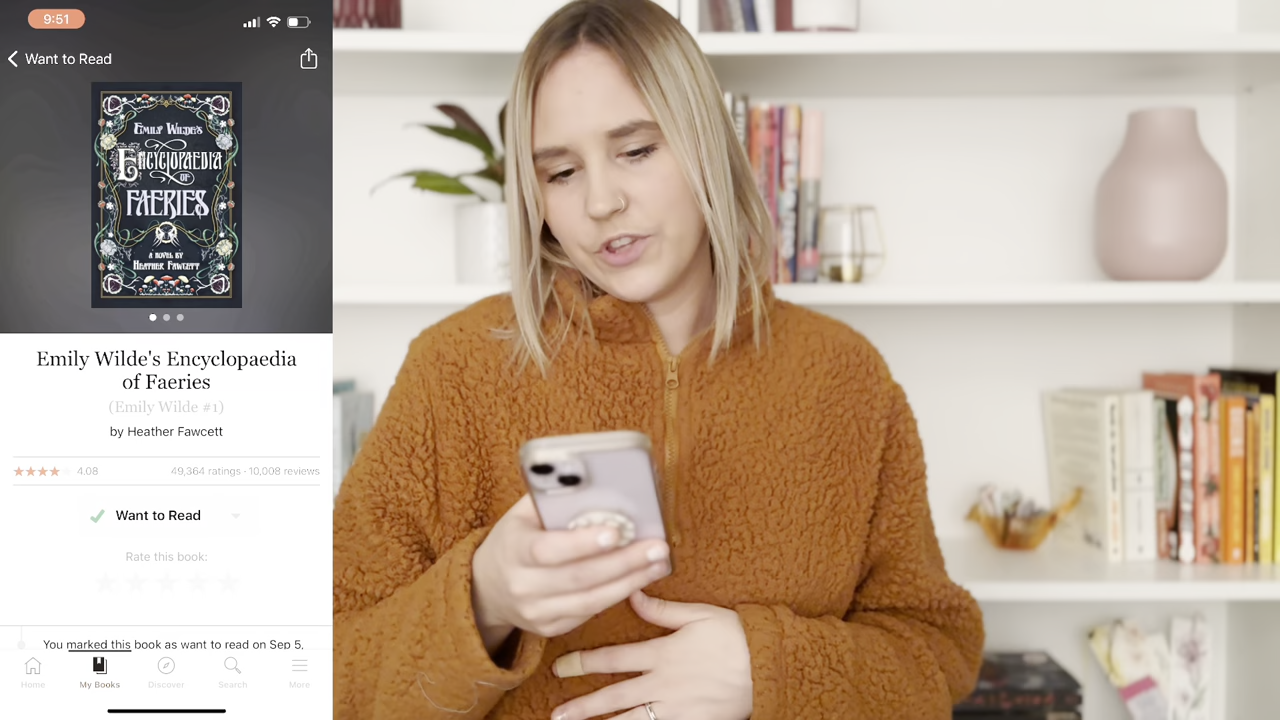 9:51
Want to Read
EMILY WILDE'S
ENCYCLOPAEDIA
OF
FAERIES
A NOVEL BY
HEATHER FAWCETT
Emily Wilde's Encyclopaedia
of Faeries
(Emily Wilde #1)
by Heather Fawcett
4.08
49,364 ratings · 10,008 reviews
Want to Read
Rate this book:
You marked this book as want to read on Sep 5,
Home
My Books
Discover
Search
More